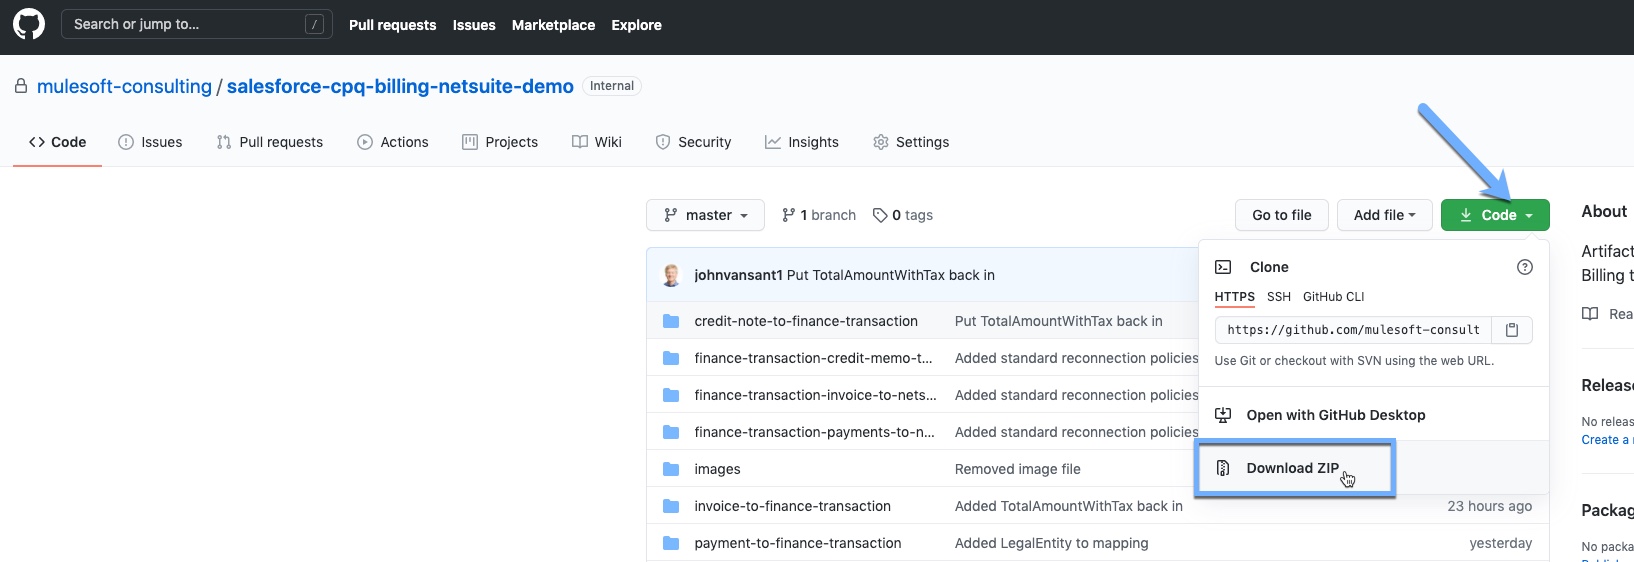 Search or jump to... /
Pull requests Issues Marketplace Explore
mulesoft-consulting / salesforce-cpq-billing-netsuite-demo Internal
Code Issues Pull requests Actions Projects Wiki Security Insights Settings
master 1 branch 0 tags Go to file Add file Code
About
johnvansant1 Put TotalAmountWithTax back in
Clone
Artifact
HTTPS SSH GitHub CLI
Billing t
credit-note-to-finance-transaction Put TotalAmountWithTax back in
https://github.com/mulesoft-consult
Rea
finance-transaction-credit-memo-t... Added standard reconnection policies
Use Git or checkout with SVN using the web URL.
Release
finance-transaction-invoice-to-nets... Added standard reconnection policies
Open with GitHub Desktop
No releas
finance-transaction-payments-to-n... Added standard reconnection policies
Create a
images Removed image file
Download ZIP
invoice-to-finance-transaction Added TotalAmountWithTax back in 23 hours ago
Packag
payment-to-finance-transaction Added LegalEntity to mapping yesterday
No packa